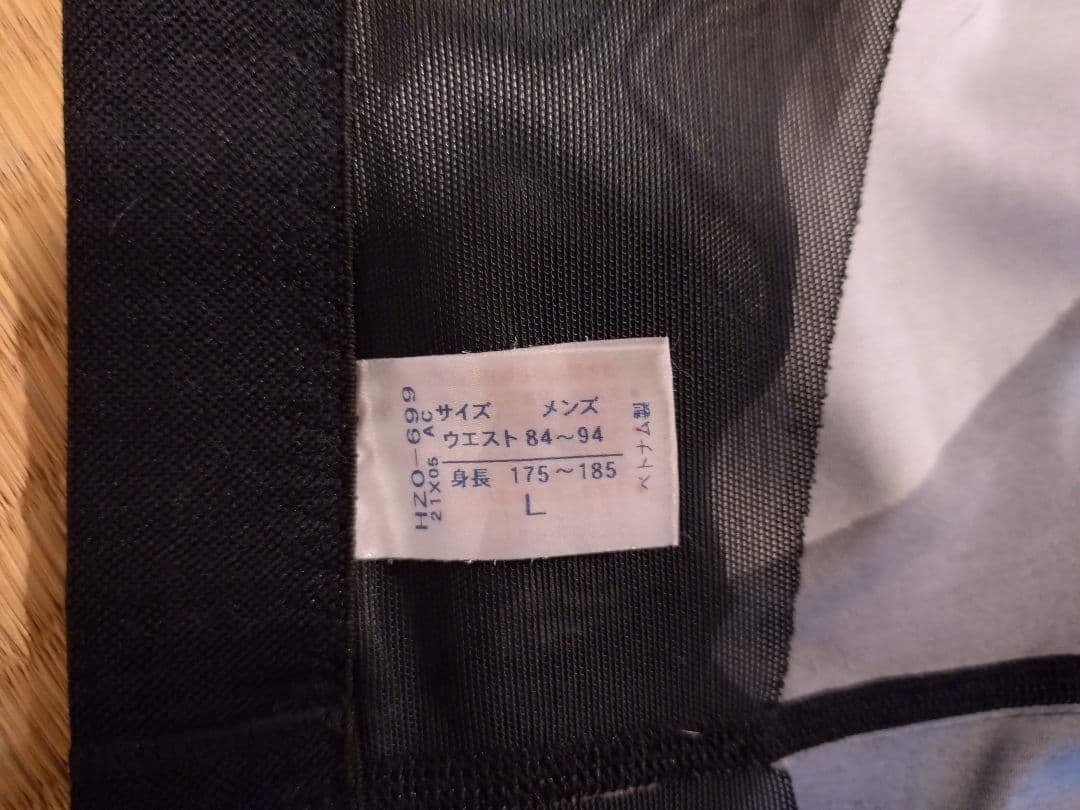 HZO-699
21X05 AC
サイズ メンズ
ウエスト 84~94
身長 175~185
L
ベトナム製